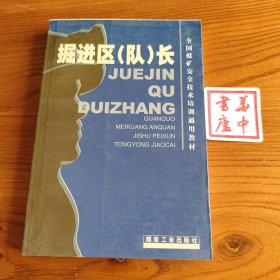 掘进区(队)长
JUEJIN
QU
DUIZHANG
QUANGUO
MEIKUANG ANQUAN
JISHU PEIXUN
TONGYONG JIAOCAI
全国煤矿安全技术培训通用教材
煤炭工业出版社
书香
庐中